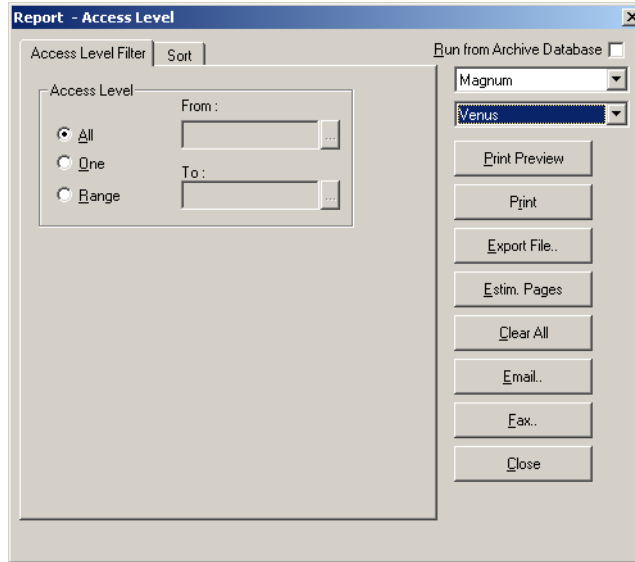 Report - Access Level
Access Level Filter
Sort
Run from Archive Database
Access Level
From :
All
One
To :
Range
...
...
Magnum
Venus
Print Preview
Print
Export File..
Estim. Pages
Clear All
Email..
Fax..
Close